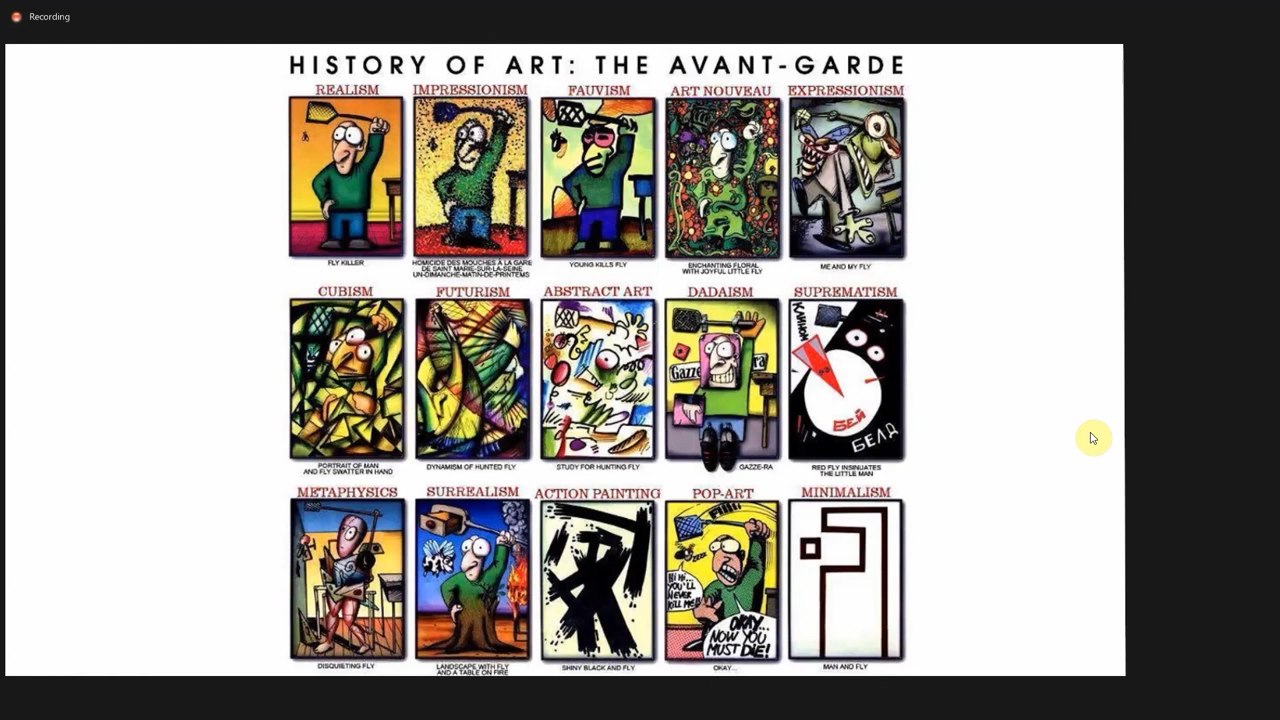 Recording
HISTORY OF ART: THE AVANT-GARDE
REALISM
FLY KILLER
IMPRESSIONISM
HOMICIDE DES MOUCHES À LA GARE
DE SAINT MARIE-SUR-LA-SEINE
UN-DIMANCHE-MATIN-DE-PRINTEMS
FAUVISM
YOUNG KILLS FLY
ART NOUVEAU
ENCHANTING FLORAL
WITH JOYFUL LITTLE FLY
EXPRESSIONISM
ME AND MY FLY
CUBISM
PORTRAIT OF MAN
AND FLY SWATTER IN HAND
FUTURISM
DYNAMISM OF HUNTED FLY
ABSTRACT ART
STUDY FOR HUNTING FLY
DADAISM
Gazze
ra
GAZZE-RA
SUPREMATISM
КЛИНОМ
БЕЙ
БЕЛД
RED FLY INSINUATES
THE LITTLE MAN
METAPHYSICS
DISQUIETING FLY
SURREALISM
LANDSCAPE WITH FLY
AND A TABLE ON FIRE
ACTION PAINTING
SHINY BLACK AND FLY
POP-ART
ZZZZ
HI HI...
YOU'LL
NEVER
KILL ME!!
OKAY...
NOW YOU
MUST DIE!
OKAY...
MINIMALISM
MAN AND FLY